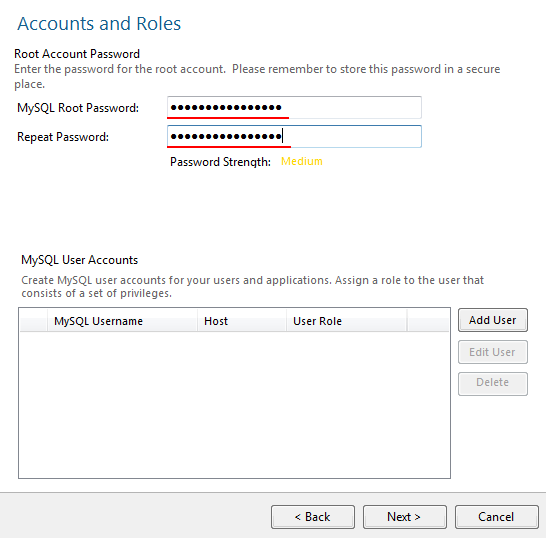 Accounts and Roles
Root Account Password
Enter the password for the root account.  Please remember to store this password in a secure
place.
MySQL Root Password: ●●●●●●●●●●●●●●●●
Repeat Password: ●●●●●●●●●●●●●●●●
Password Strength: Medium
MySQL User Accounts
Create MySQL user accounts for your users and applications. Assign a role to the user that
consists of a set of privileges.
MySQL Username Host User Role
Add User
Edit User
Delete
< Back Next > Cancel